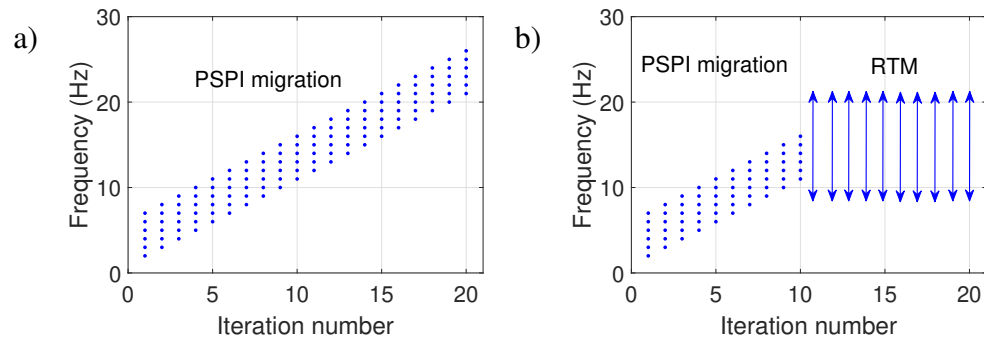 a)
PSPI migration
Frequency (Hz)
30
20
10
0
0 5 10 15 20
Iteration number
b)
PSPI migration
RTM
Frequency (Hz)
30
20
10
0
0 5 10 15 20
Iteration number